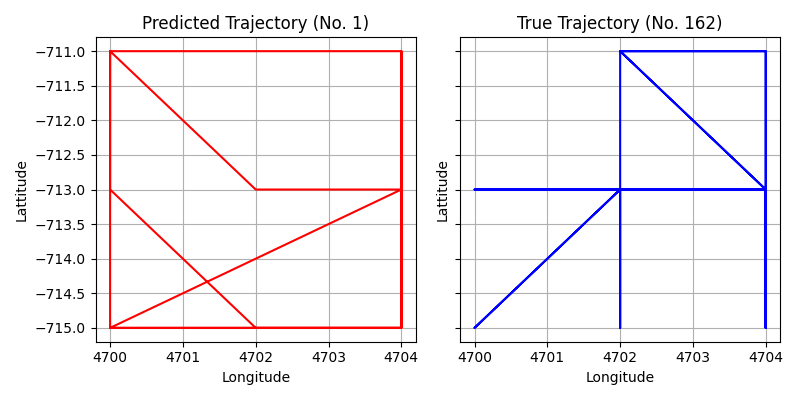 Predicted Trajectory (No. 1)
True Trajectory (No. 162)
Lattitude
−711.0
−711.5
−712.0
−712.5
−713.0
−713.5
−714.0
−714.5
−715.0
4700 4701 4702 4703 4704
Longitude
Lattitude
4700 4701 4702 4703 4704
Longitude